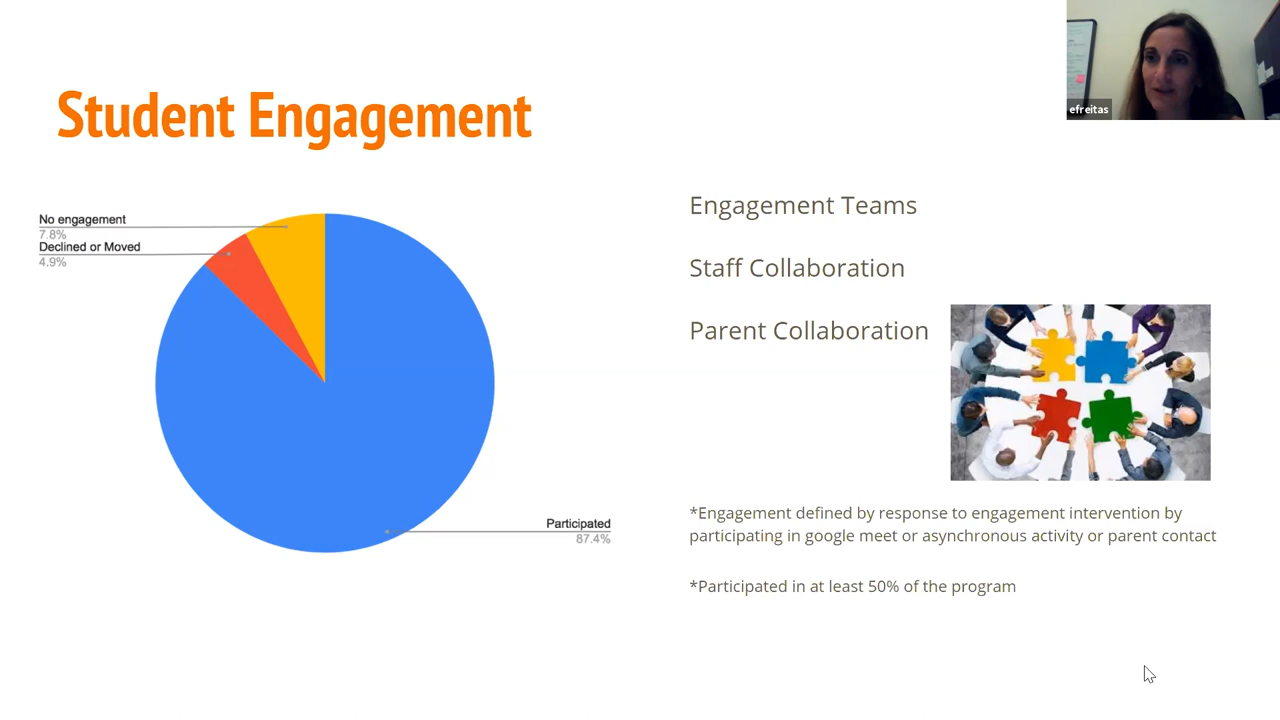 efreitas
Student Engagement
No engagement
7.8%
Declined or Moved
4.9%
Participated
87.4%
Engagement Teams
Staff Collaboration
Parent Collaboration
*Engagement defined by response to engagement intervention by
participating in google meet or asynchronous activity or parent contact
*Participated in at least 50% of the program